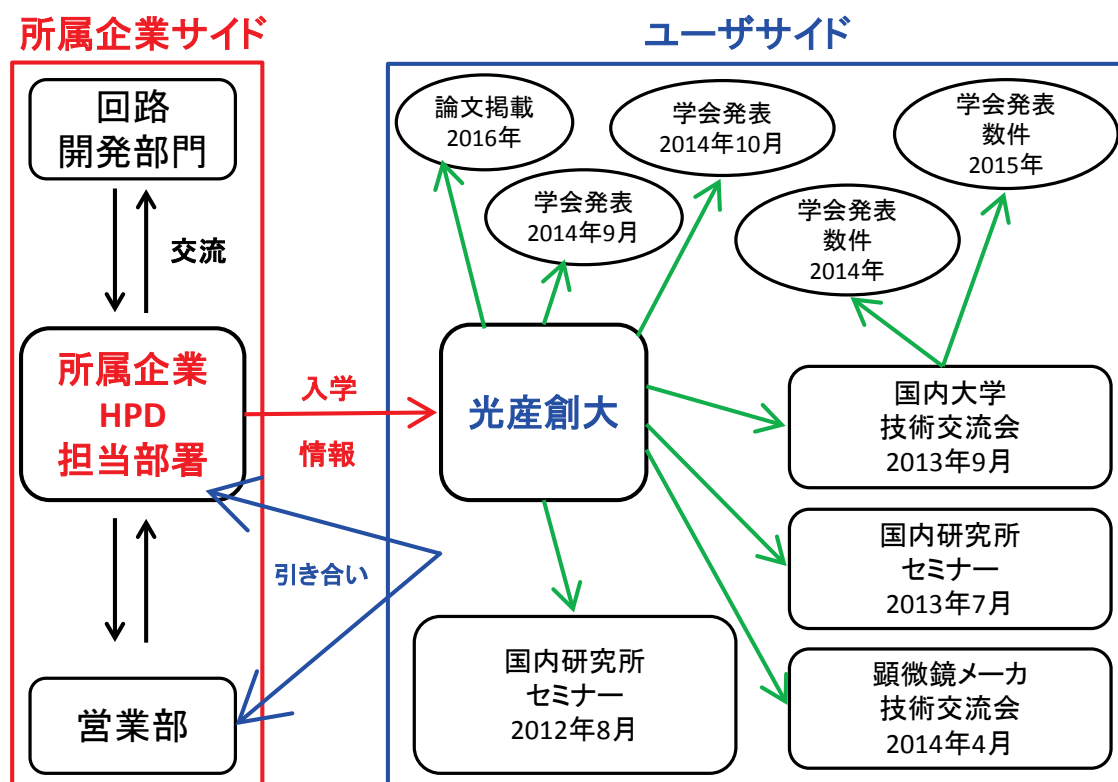 所属企業サイド
回路
開発部門
交流
所属企業
HPD
担当部署
営業部
入学
情報
引き合い
ユーザサイド
論文掲載
2016年
学会発表
2014年9月
学会発表
2014年10月
学会発表
数件
2014年
学会発表
数件
2015年
光産創大
国内大学
技術交流会
2013年9月
国内研究所
セミナー
2013年7月
顕微鏡メーカ
技術交流会
2014年4月
国内研究所
セミナー
2012年8月